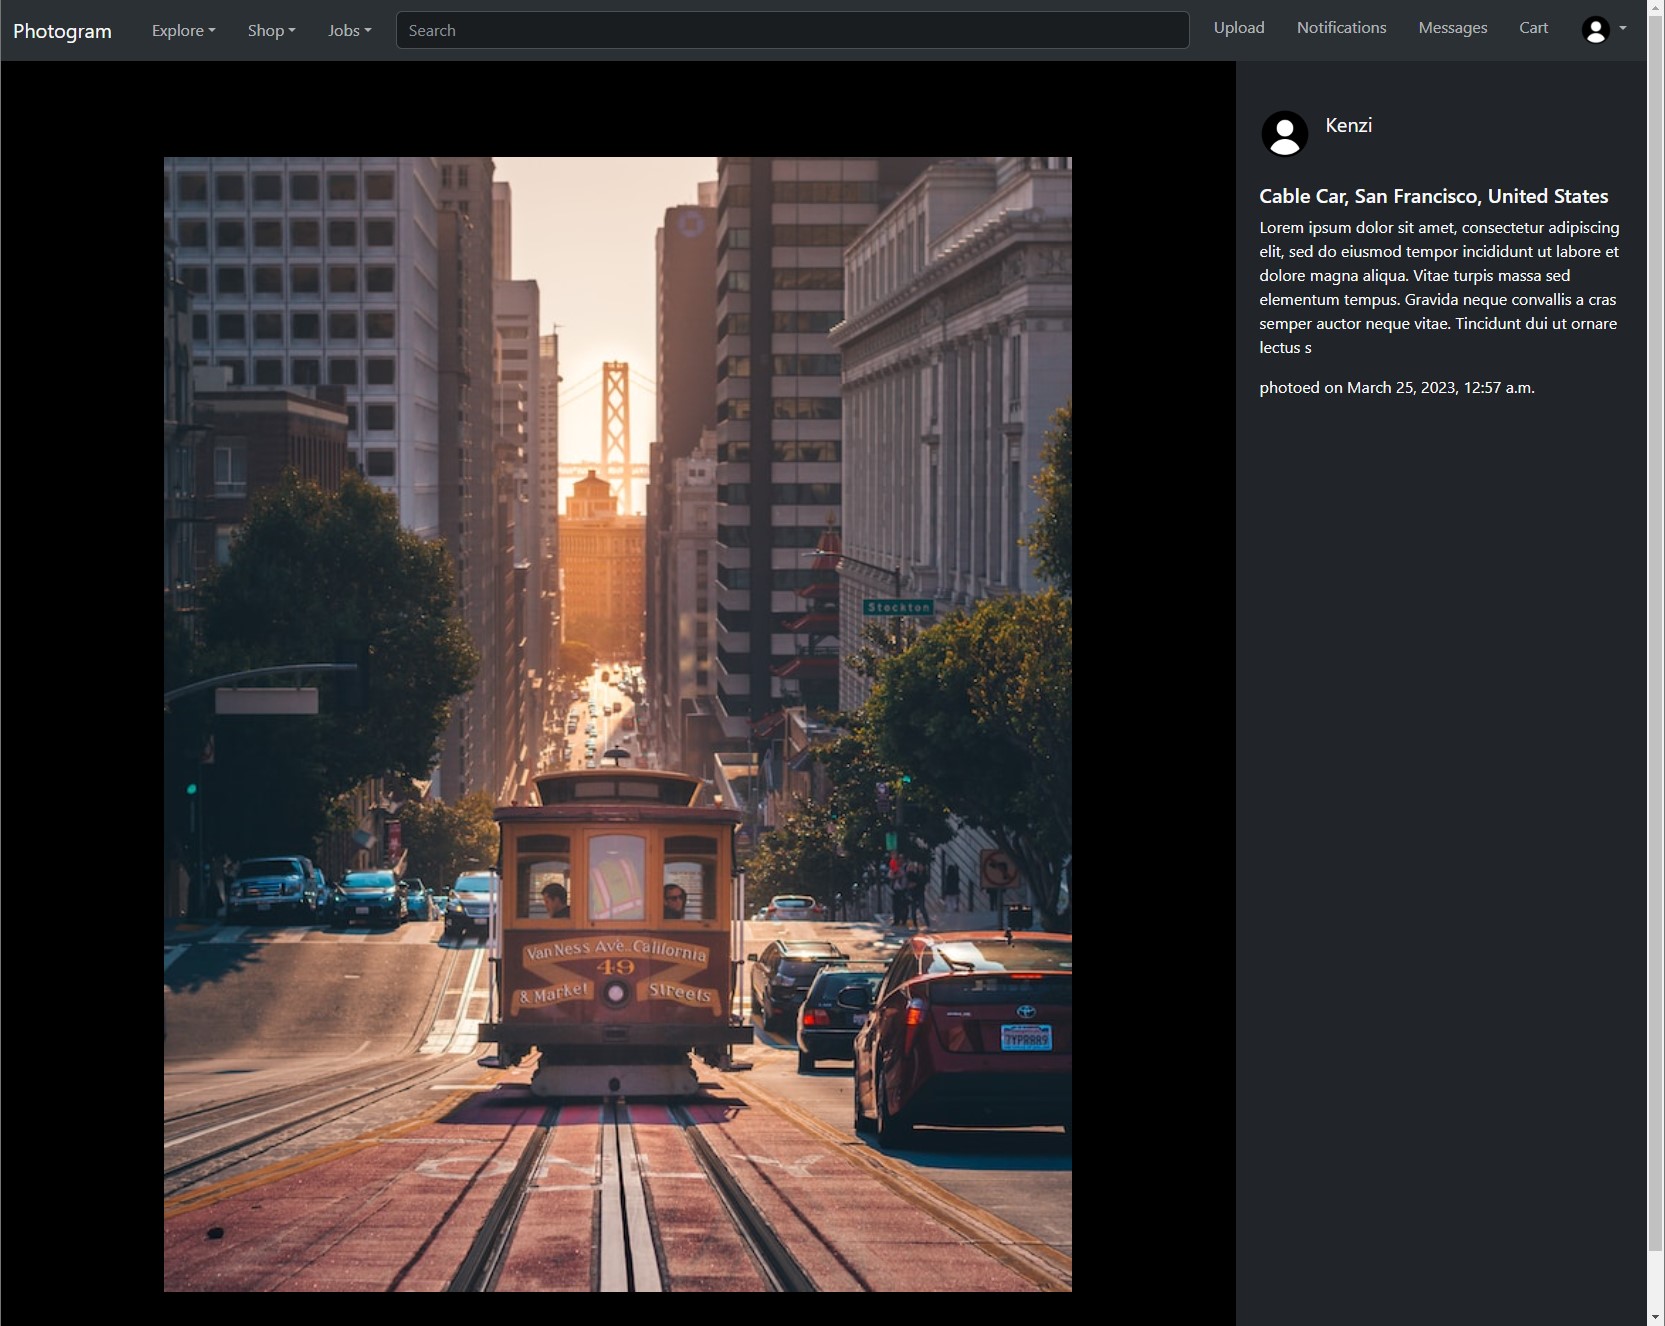 Photogram Explore Shop Jobs Search Upload Notifications Messages Cart
Kenzi
Cable Car, San Francisco, United States
Lorem ipsum dolor sit amet, consectetur adipiscing
elit, sed do eiusmod tempor incididunt ut labore et
dolore magna aliqua. Vitae turpis massa sed
elementum tempus. Gravida neque convallis a cras
semper auctor neque vitae. Tincidunt dui ut ornare
lectus s
photoed on March 25, 2023, 12:57 a.m.
Stockton
Van Ness Ave. California
49
& Market Streets
7YPR889
ONLY